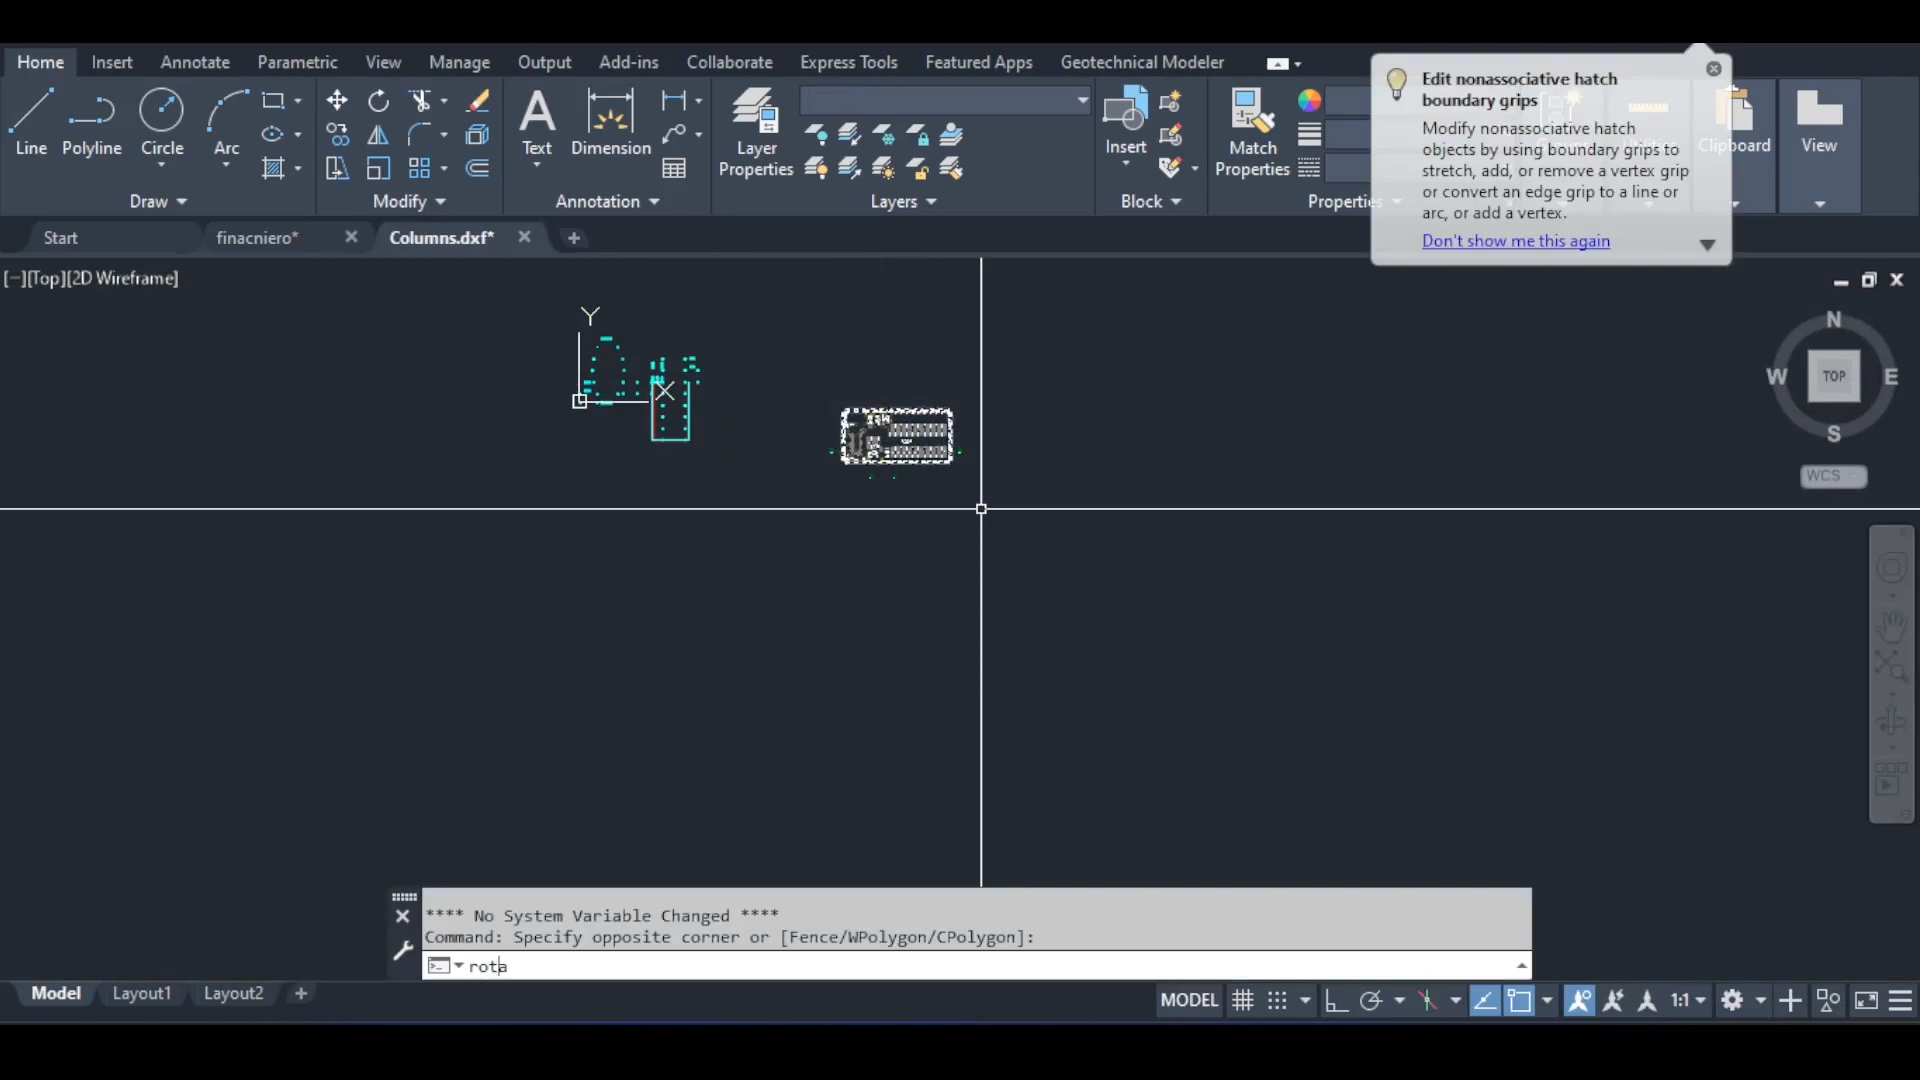 Home Insert Annotate Parametric View Manage Output Add-ins Collaborate Express Tools Featured Apps Geotechnical Modeler
Line Polyline Circle Arc
Text Dimension
Layer Properties
Insert
Match Properties
Clipboard
View
Draw Modify Annotation Layers Block Properties
Edit nonassociative hatch
boundary grips
Modify nonassociative hatch
objects by using boundary grips to
stretch, add, or remove a vertex grip
or convert an edge grip to a line or
arc, or add a vertex.
Don't show me this again
Start finacniero* Columns.dxf*
[−][Top][2D Wireframe]
Y
X
N
W TOP E
S
WCS
**** No System Variable Changed ****
Command: Specify opposite corner or [Fence/WPolygon/CPolygon]:
rota
Model Layout1 Layout2 +
MODEL 1:1